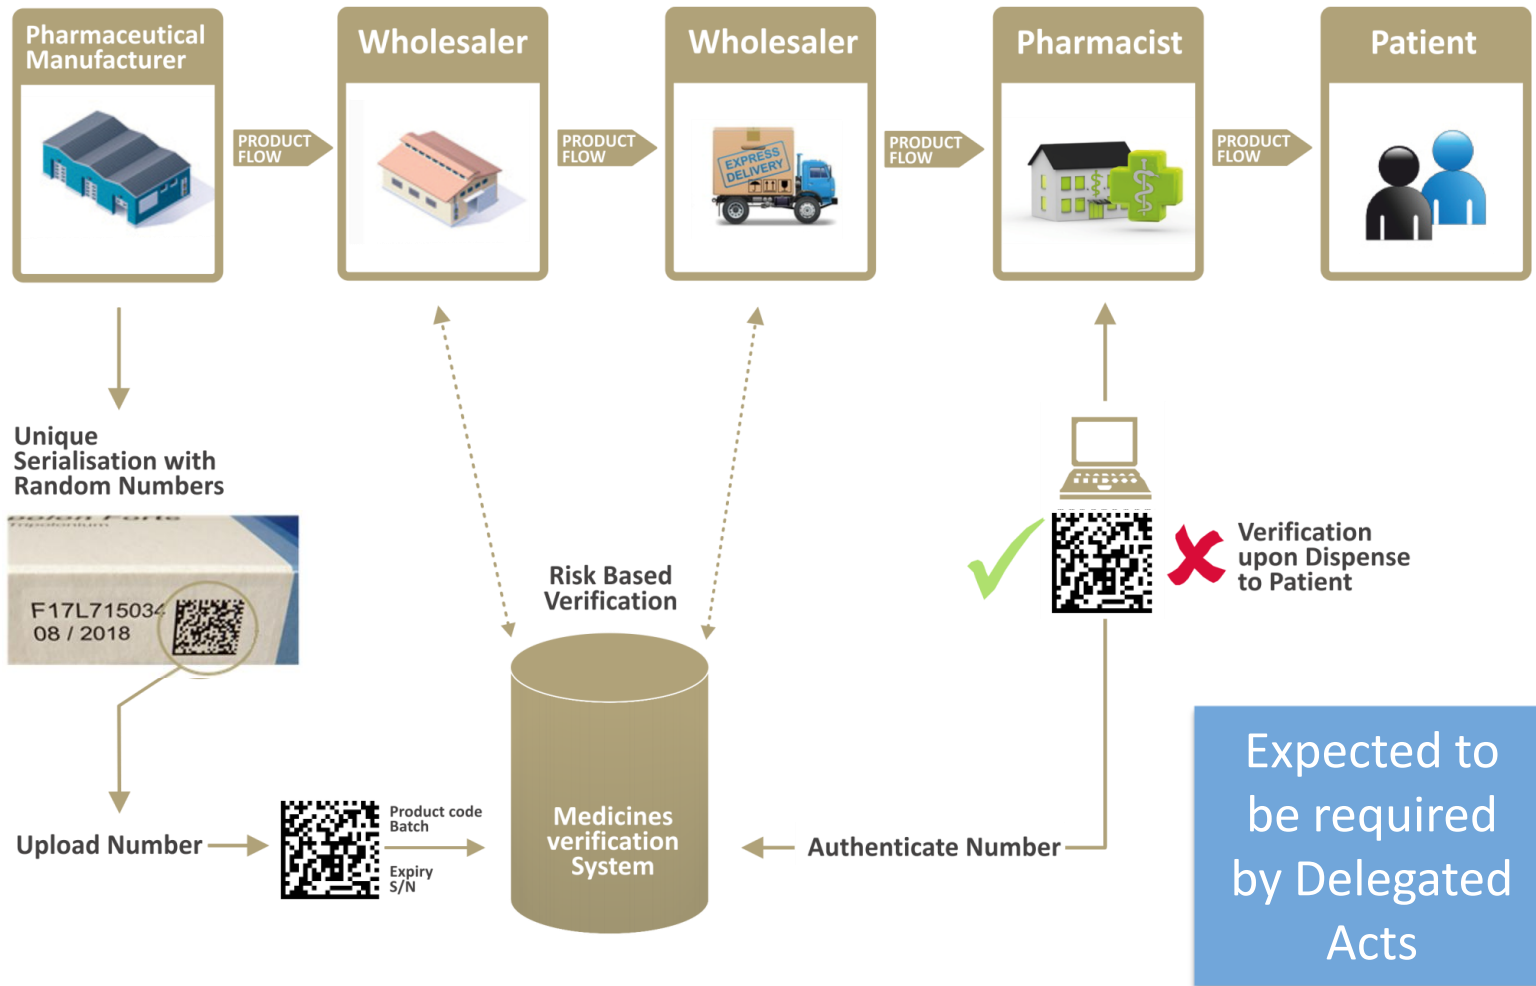 Pharmaceutical
Manufacturer
Wholesaler
Wholesaler
Pharmacist
Patient
PRODUCT
FLOW
PRODUCT
FLOW
EXPRESS
DELIVERY
PRODUCT
FLOW
PRODUCT
FLOW
Unique
Serialisation with
Random Numbers
Tripolonium
F17L715034
08 / 2018
Upload Number
Product code
Batch
Expiry
S/N
Risk Based
Verification
Medicines
verification
System
Authenticate Number
Verification
upon Dispense
to Patient
Expected to
be required
by Delegated
Acts